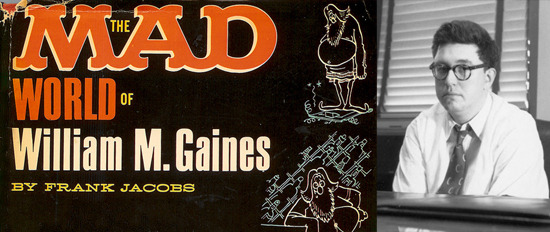 THE
MAD
WORLD OF
William M. Gaines
BY FRANK JACOBS